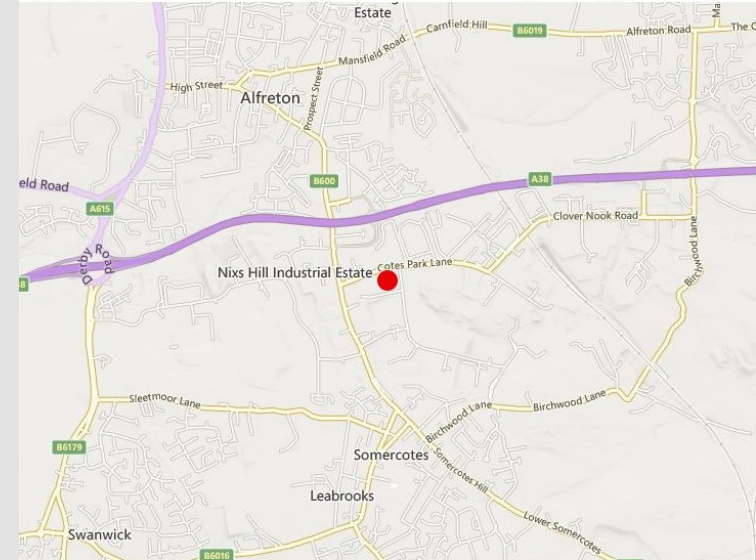 Estate
Carnfield Hill
B6019
Alfreton Road
Mansfield Road
High Street
Alfreton
Prospect Street
B600
A38
eld Road
A615
Derby Road
Clover Nook Road
Cotes Park Lane
Nixs Hill Industrial Estate
Birchwood Lane
Sleetmoor Lane
Birchwood Lane
Birchwood Lane
B6179
Somercotes
Somercotes Hill
Leabrooks
Lower Somercotes
Swanwick
B6016